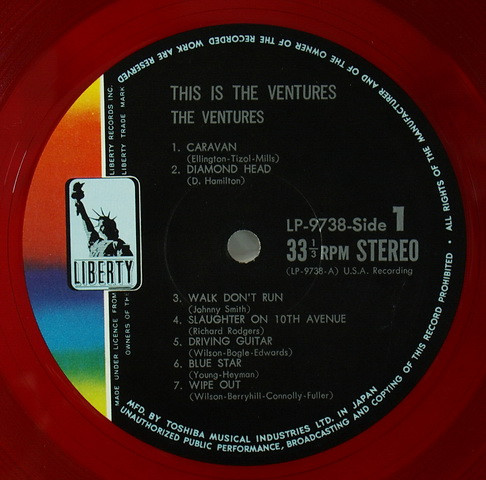 THIS IS THE VENTURES
THE VENTURES
1. CARAVAN
(Ellington-Tizol-Mills)
2. DIAMOND HEAD
(D. Hamilton)
LP-9738-Side 1
33 1/3 RPM STEREO
(LP-9738-A) U.S.A. Recording
3. WALK DON'T RUN
(Johnny Smith)
4. SLAUGHTER ON 10TH AVENUE
(Richard Rodgers)
5. DRIVING GUITAR
(Wilson-Bogle-Edwards)
6. BLUE STAR
(Young-Heyman)
7. WIPE OUT
(Wilson-Berryhill-Connolly-Fuller)
LIBERTY
MADE UNDER LICENCE FROM LIBERTY RECORDS INC.
OWNERS OF THE LIBERTY TRADE MARK
MFD. BY TOSHIBA MUSICAL INDUSTRIES LTD. IN JAPAN
ALL RIGHTS OF THE MANUFACTURER AND OF THE OWNER OF THE RECORDED WORK ARE RESERVED
UNAUTHORIZED PUBLIC PERFORMANCE, BROADCASTING AND COPYING OF THIS RECORD PROHIBITED •